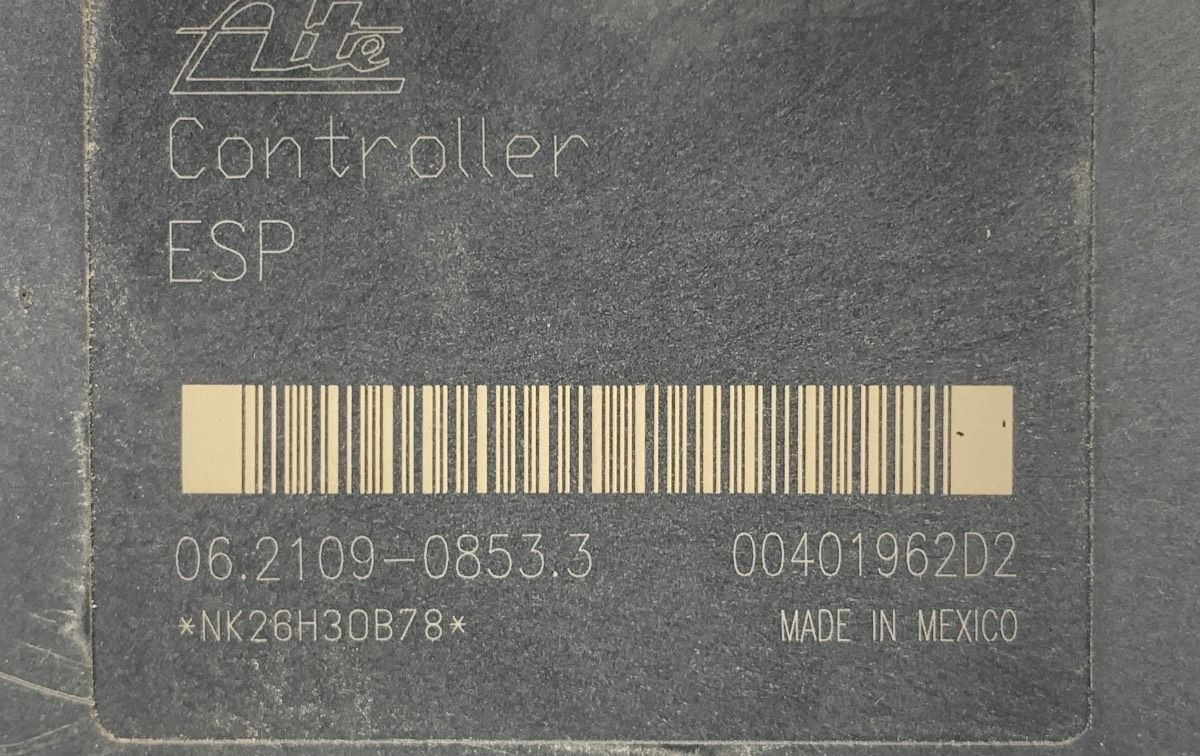 Ate
Controller
ESP
06.2109-0853.3 00401962D2
*NK26H30B78* MADE IN MEXICO